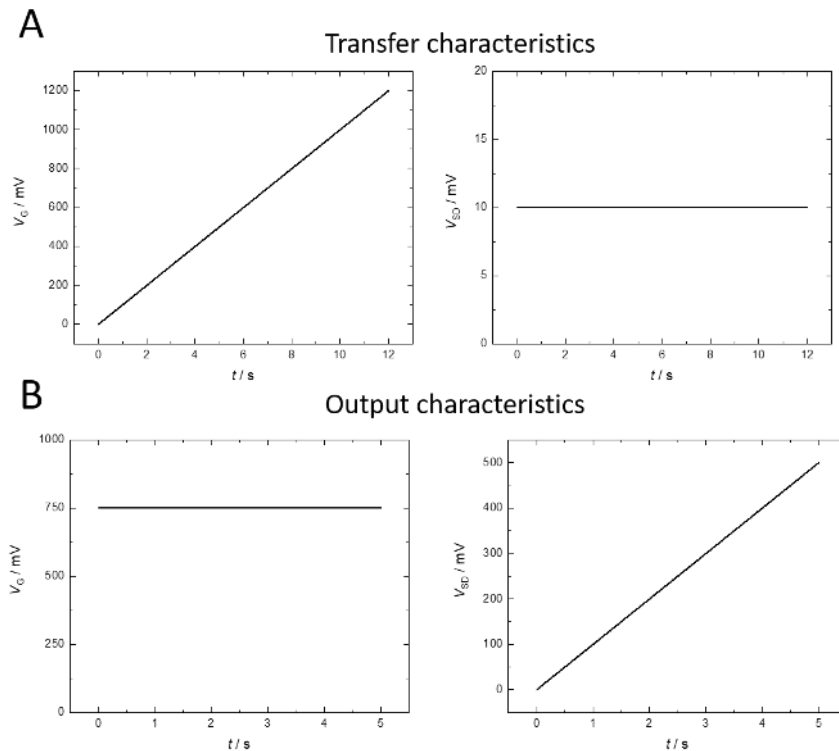 A
Transfer characteristics
1200
1000
800
600
400
200
0
V_G / mV
0 2 4 6 8 10 12
t / s
20
15
10
5
0
V_SD / mV
0 2 4 6 8 10 12
t / s
B
Output characteristics
1000
750
500
250
0
V_G / mV
0 1 2 3 4 5
t / s
500
400
300
200
100
0
V_SD / mV
0 1 2 3 4 5
t / s